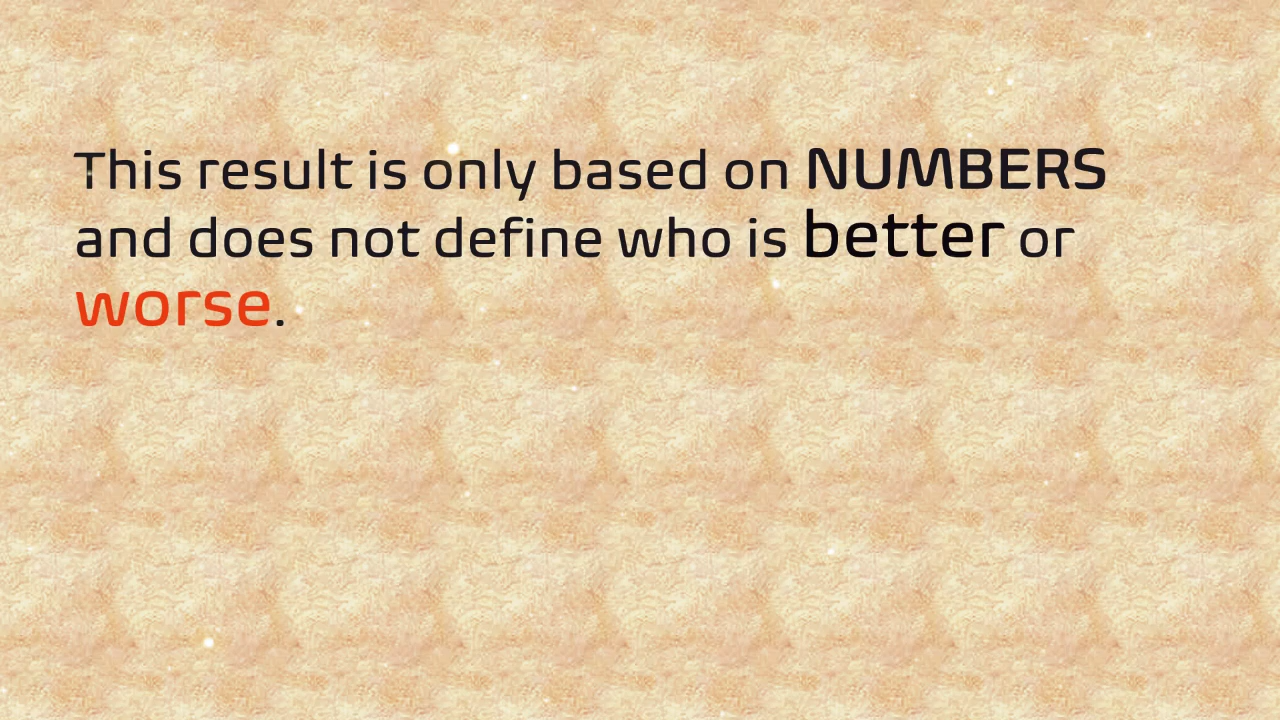 This result is only based on NUMBERS
and does not define who is better or
worse.